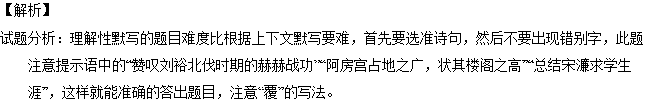 【解析】
试题分析：理解性默写的题目难度比根据上下文默写要难，首先要选准诗句，然后不要出现错别字，此题
注意提示语中的“赞叹刘裕北伐时期的赫赫战功”“阿房宫占地之广，状其楼阁之高”“总结宋濂求学生
涯”，这样就能准确的答出题目，注意“覆”的写法。